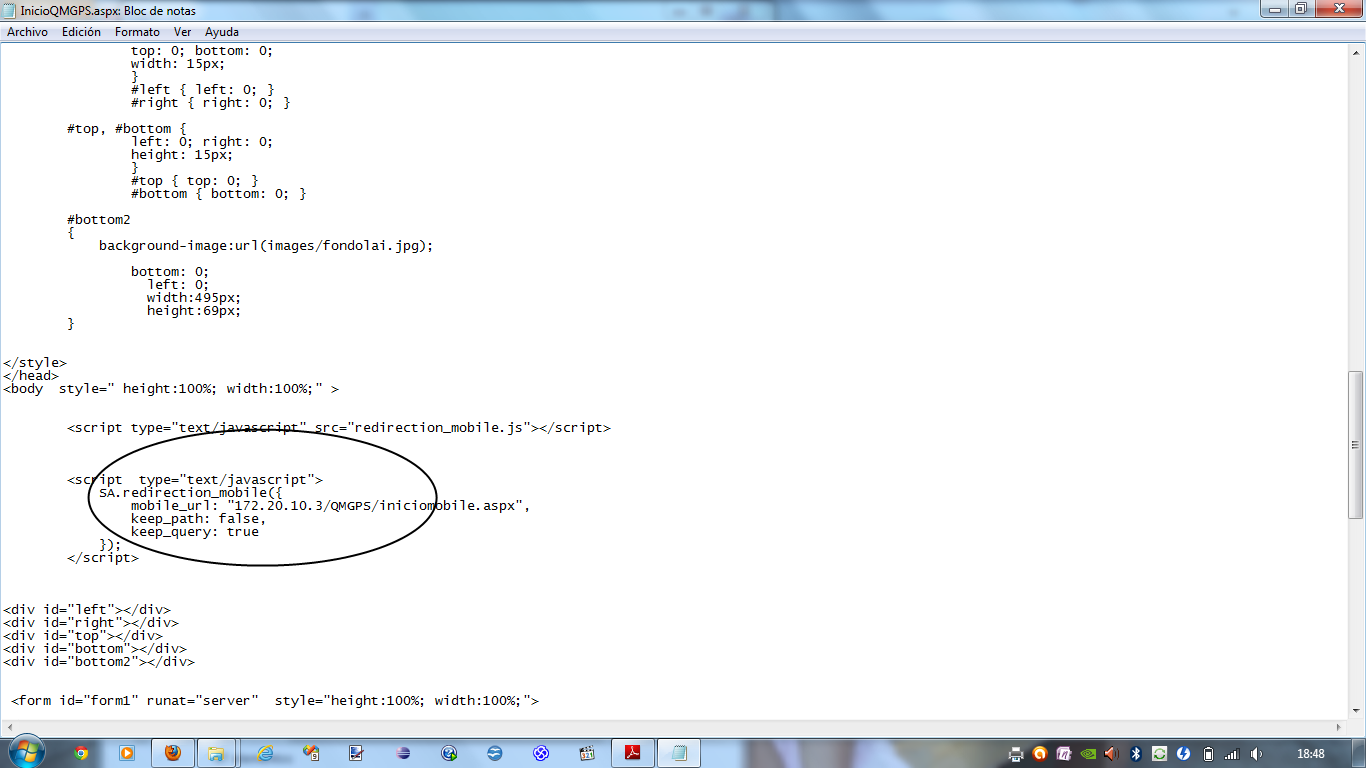 InicioQMGPS.aspx: Bloc de notas
Archivo Edición Formato Ver Ayuda
top: 0; bottom: 0;
width: 15px;
}
#left { left: 0; }
#right { right: 0; }
#top, #bottom {
left: 0; right: 0;
height: 15px;
}
#top { top: 0; }
#bottom { bottom: 0; }
#bottom2
{
background-image:url(images/fondolai.jpg);
bottom: 0;
left: 0;
width:495px;
height:69px;
}
</style>
</head>
<body  style=" height:100%; width:100%;" >
<script type="text/javascript" src="redirection_mobile.js"></script>
<script  type="text/javascript">
SA.redirection_mobile({
mobile_url: "172.20.10.3/QMGPS/iniciomobile.aspx",
keep_path: false,
keep_query: true
});
</script>
<div id="left"></div>
<div id="right"></div>
<div id="top"></div>
<div id="bottom"></div>
<div id="bottom2"></div>
<form id="form1" runat="server"  style="height:100%; width:100%;">
18:48